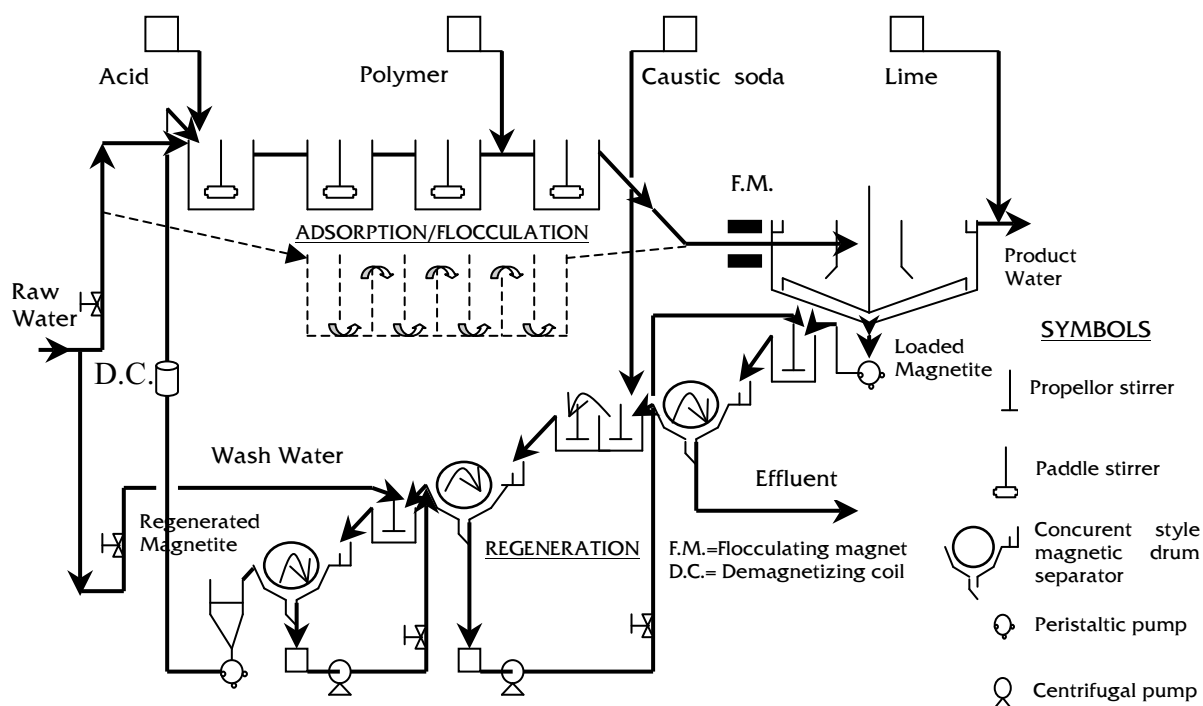 Acid
Polymer
Caustic soda
Lime
F.M.
ADSORPTION/FLOCCULATION
Product
Water
Raw
Water
SYMBOLS
Loaded
Magnetite
D.C.
Propellor stirrer
Wash Water
Paddle stirrer
Effluent
Regenerated
Magnetite
REGENERATION
F.M.=Flocculating magnet
D.C.= Demagnetizing coil
Concurent style
magnetic drum
separator
Peristaltic pump
Centrifugal pump